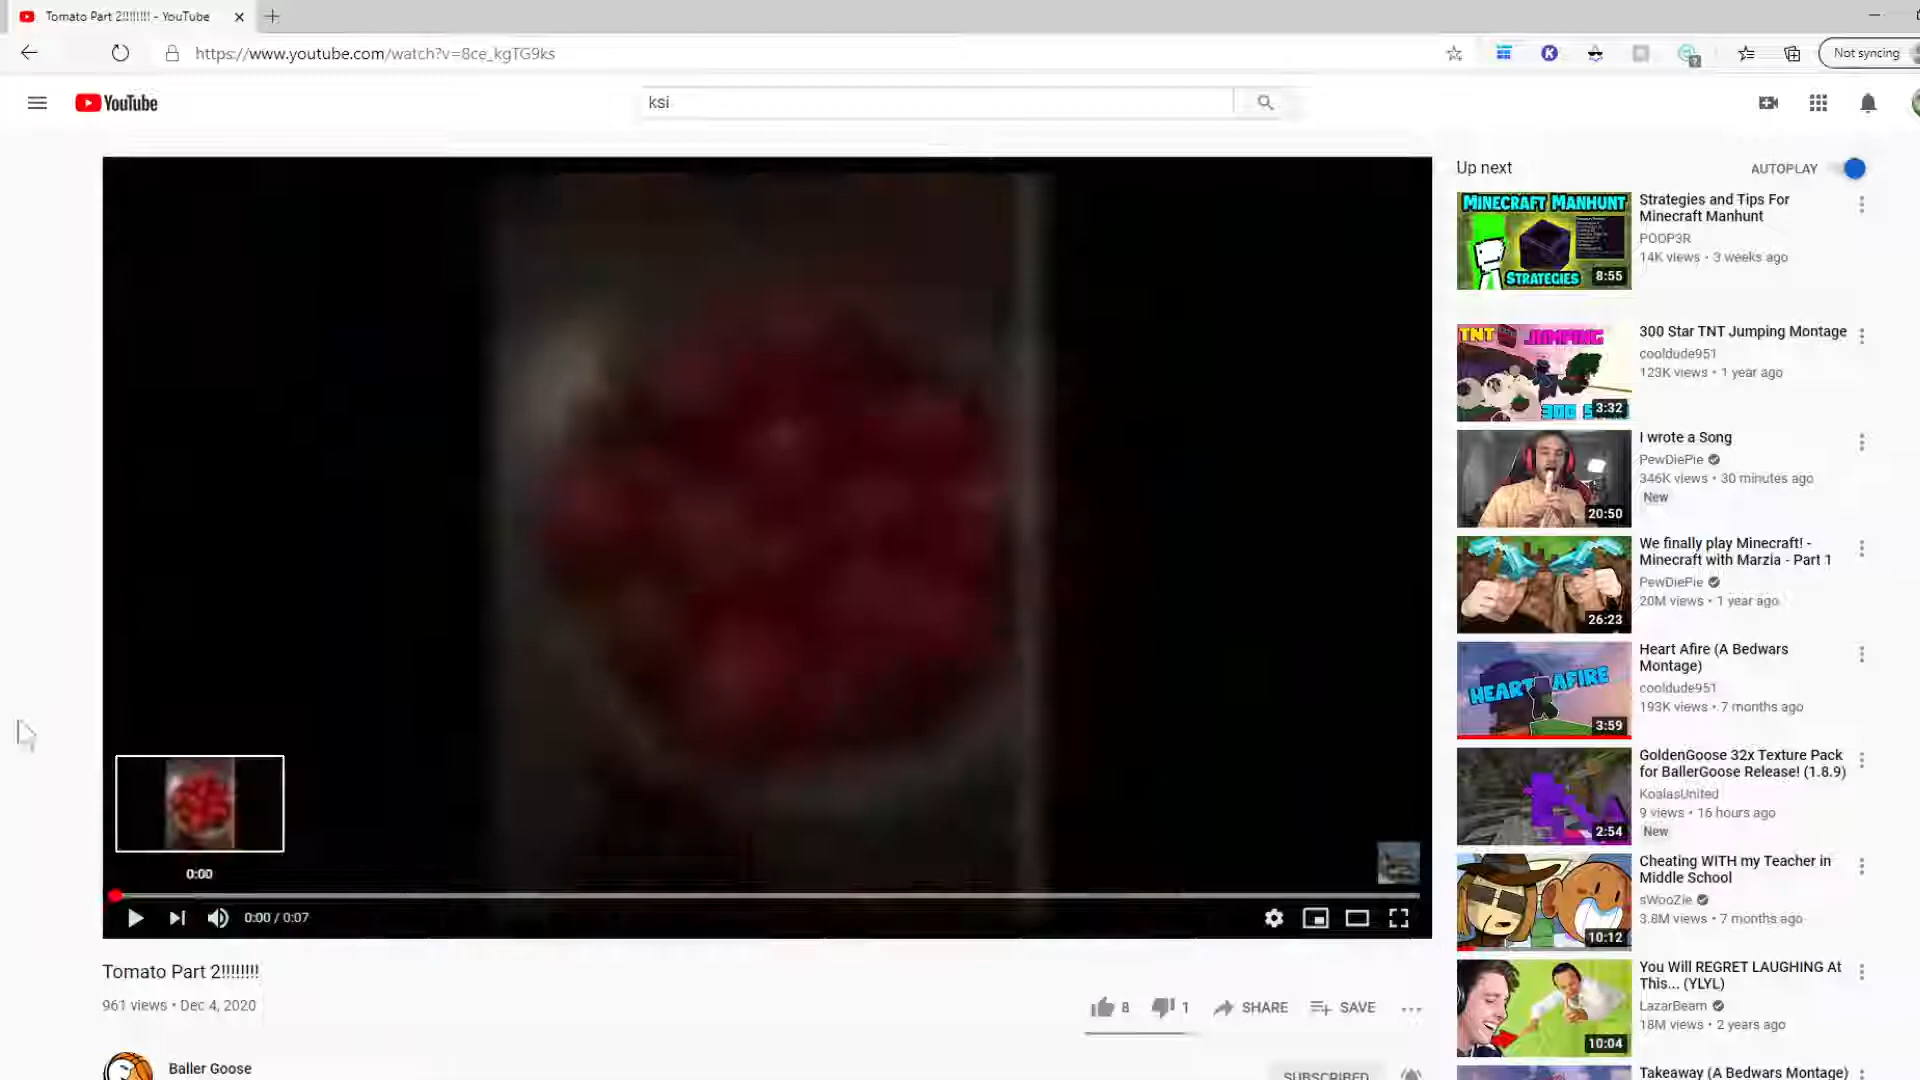 Tomato Part 2!!!!!!!! - YouTube
https://www.youtube.com/watch?v=8ce_kgTG9ks
Not syncing
YouTube
ksi
Up next
AUTOPLAY
MINECRAFT MANHUNT
STRATEGIES
8:55
Strategies and Tips For
Minecraft Manhunt
POOP3R
14K views • 3 weeks ago
TNT JUMPING
300
3:32
300 Star TNT Jumping Montage
cooldude951
123K views • 1 year ago
20:50
I wrote a Song
PewDiePie
346K views • 30 minutes ago
New
26:23
We finally play Minecraft! -
Minecraft with Marzia - Part 1
PewDiePie
20M views • 1 year ago
HEART AFIRE
3:59
Heart Afire (A Bedwars
Montage)
cooldude951
193K views • 7 months ago
2:54
GoldenGoose 32x Texture Pack
for BallerGoose Release! (1.8.9)
KoalasUnited
9 views • 16 hours ago
New
10:12
Cheating WITH my Teacher in
Middle School
sWooZie
3.8M views • 7 months ago
10:04
You Will REGRET LAUGHING At
This... (YLYL)
LazarBeam
18M views • 2 years ago
Takeaway (A Bedwars Montage)
0:00
0:00 / 0:07
Tomato Part 2!!!!!!!!
961 views • Dec 4, 2020
8
1
SHARE
SAVE
Baller Goose
SUBSCRIBED